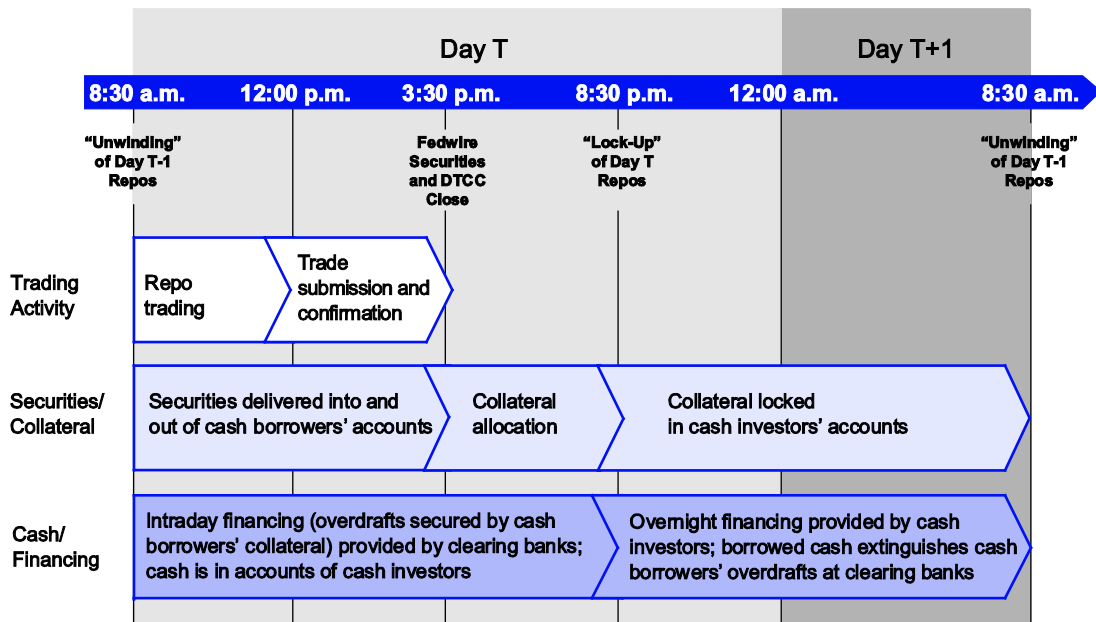 Day T
Day T+1
8:30 a.m.
12:00 p.m.
3:30 p.m.
8:30 p.m.
12:00 a.m.
8:30 a.m.
“Unwinding”
of Day T-1
Repos
Fedwire
Securities
and DTCC
Close
“Lock-Up”
of Day T
Repos
“Unwinding”
of Day T-1
Repos
Trading
Activity
Repo
trading
Trade
submission and
confirmation
Securities/
Collateral
Securities delivered into and
out of cash borrowers’ accounts
Collateral
allocation
Collateral locked
in cash investors’ accounts
Cash/
Financing
Intraday financing (overdrafts secured by cash
borrowers’ collateral) provided by clearing banks;
cash is in accounts of cash investors
Overnight financing provided by cash
investors; borrowed cash extinguishes cash
borrowers’ overdrafts at clearing banks